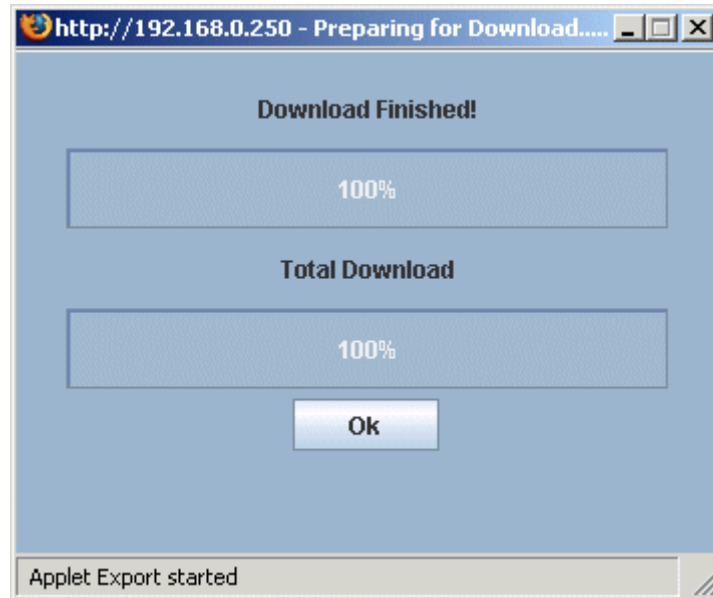 http://192.168.0.250 - Preparing for Download.....
Download Finished!
100%
Total Download
100%
Ok
Applet Export started